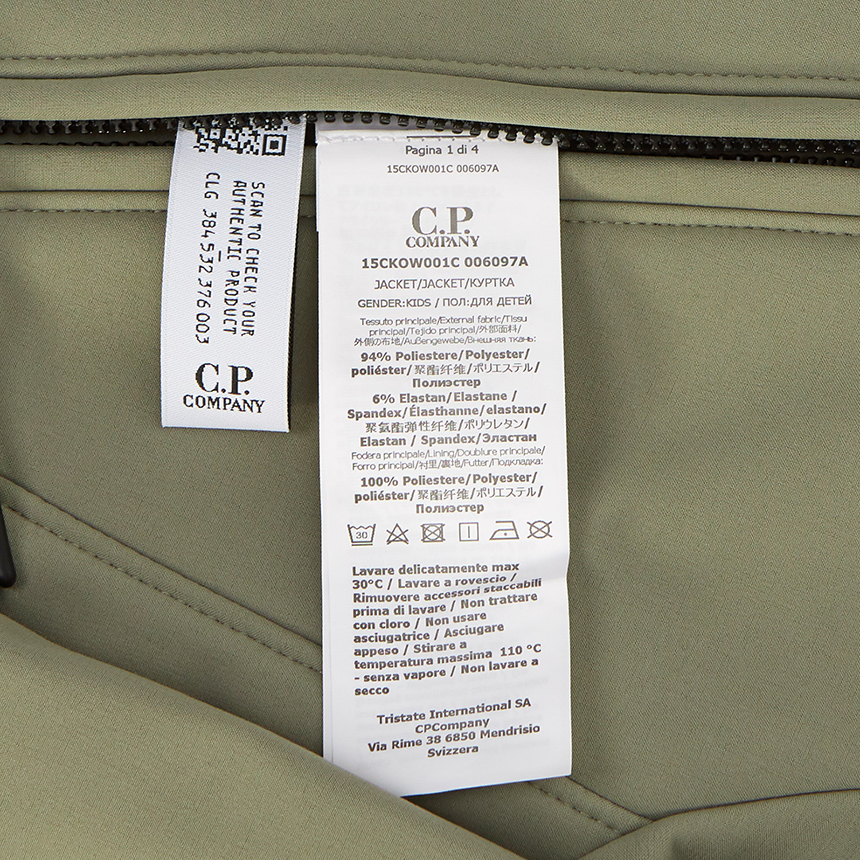 SCAN TO CHECK YOUR
AUTHENTIC PRODUCT
CLG 384532376003
C.P.
COMPANY
Pagina 1 di 4
15CKOW001C 006097A
C.P.
COMPANY
15CKOW001C 006097A
JACKET/JACKET/КУРТКА
GENDER:KIDS / ПОЛ:ДЛЯ ДЕТЕЙ
Tessuto principale/External fabric/Tissu
principal/Tejido principal/外部面料/
外側の布地/Außengewebe/Внешняя ткань:
94% Poliestere/Polyester/
poliéster/聚酯纤维/ポリエステル/
Полиэстер
6% Elastan/Elastane /
Spandex/Élasthanne/elastano/
聚氨酯弹性纤维/ポリウレタン/
Elastan / Spandex/Эластан
Fodera principale/Lining/Doublure principale/
Forro principal/衬里/裏地/Futter/Подкладка:
100% Poliestere/Polyester/
poliéster/聚酯纤维/ポリエステル/
Полиэстер
30
Lavare delicatamente max
30°C / Lavare a rovescio /
Rimuovere accessori staccabili
prima di lavare / Non trattare
con cloro / Non usare
asciugatrice / Asciugare
appeso / Stirare a
temperatura massima 110 °C
- senza vapore / Non lavare a
secco
Tristate International SA
CPCompany
Via Rime 38 6850 Mendrisio
Svizzera